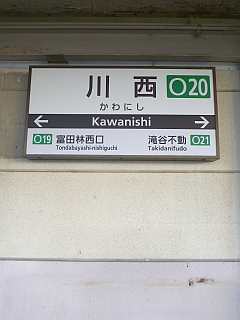 川西 O20
かわにし
← Kawanishi →
O19 富田林西口 滝谷不動 O21
Tondabayashi-nishiguchi Takidanifudo